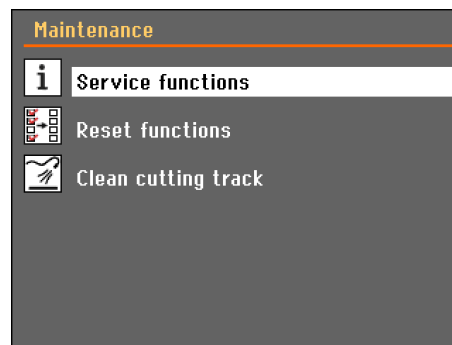 Maintenance
i Service functions
Reset functions
Clean cutting track